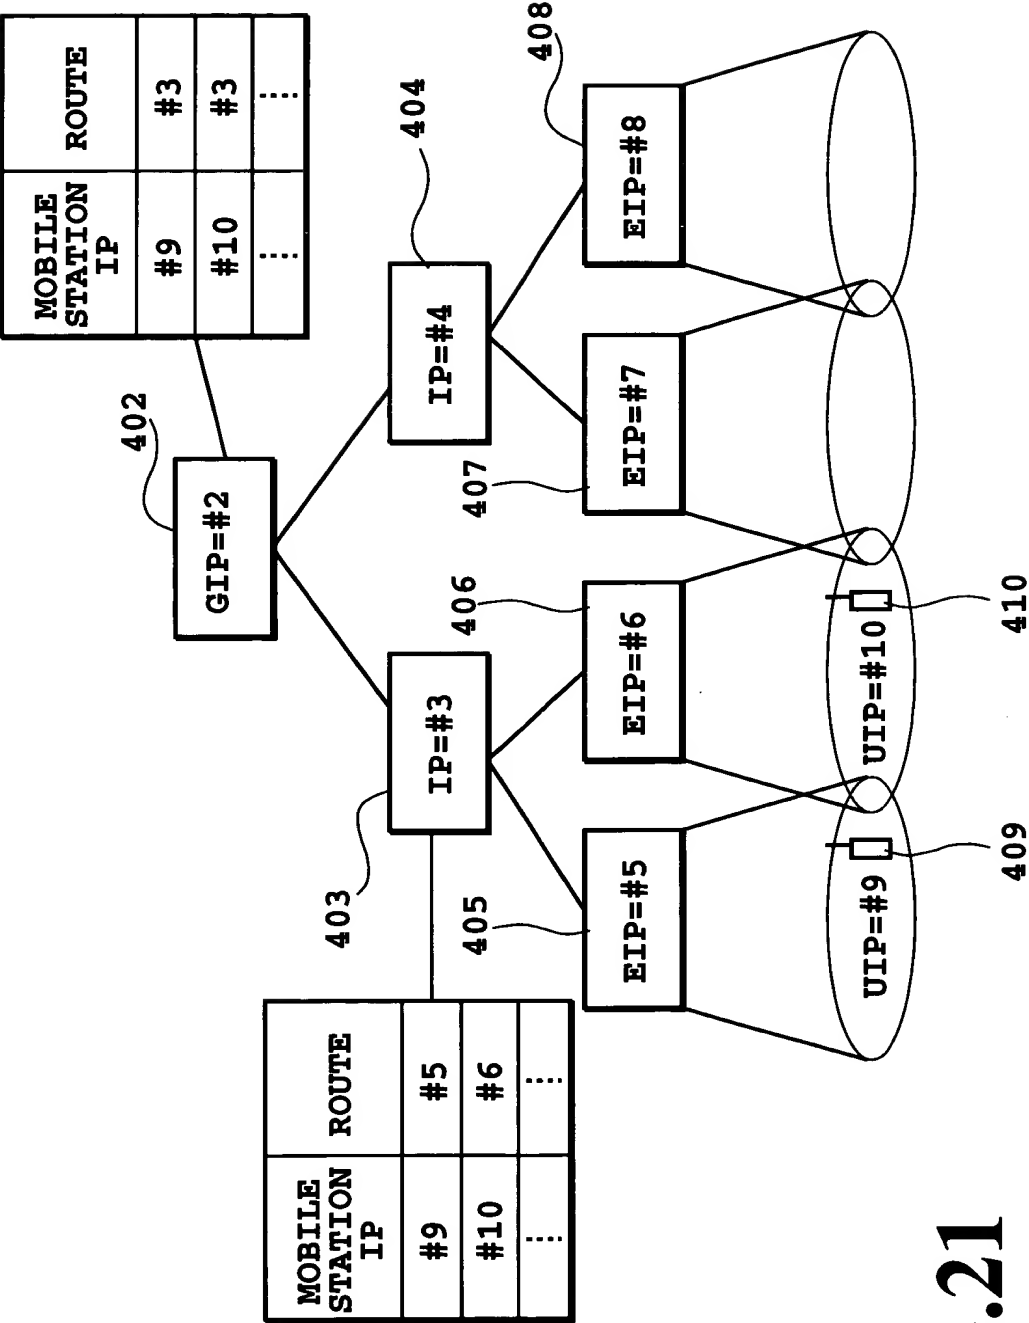 MOBILE
STATION
IP
ROUTE
#9
#3
#10
#3
402
GIP=#2
404
IP=#4
403
IP=#3
MOBILE
STATION
IP
ROUTE
#9
#5
#10
#6
405
EIP=#5
406
EIP=#6
407
EIP=#7
408
EIP=#8
UIP=#9
UIP=#10
409
410
.21